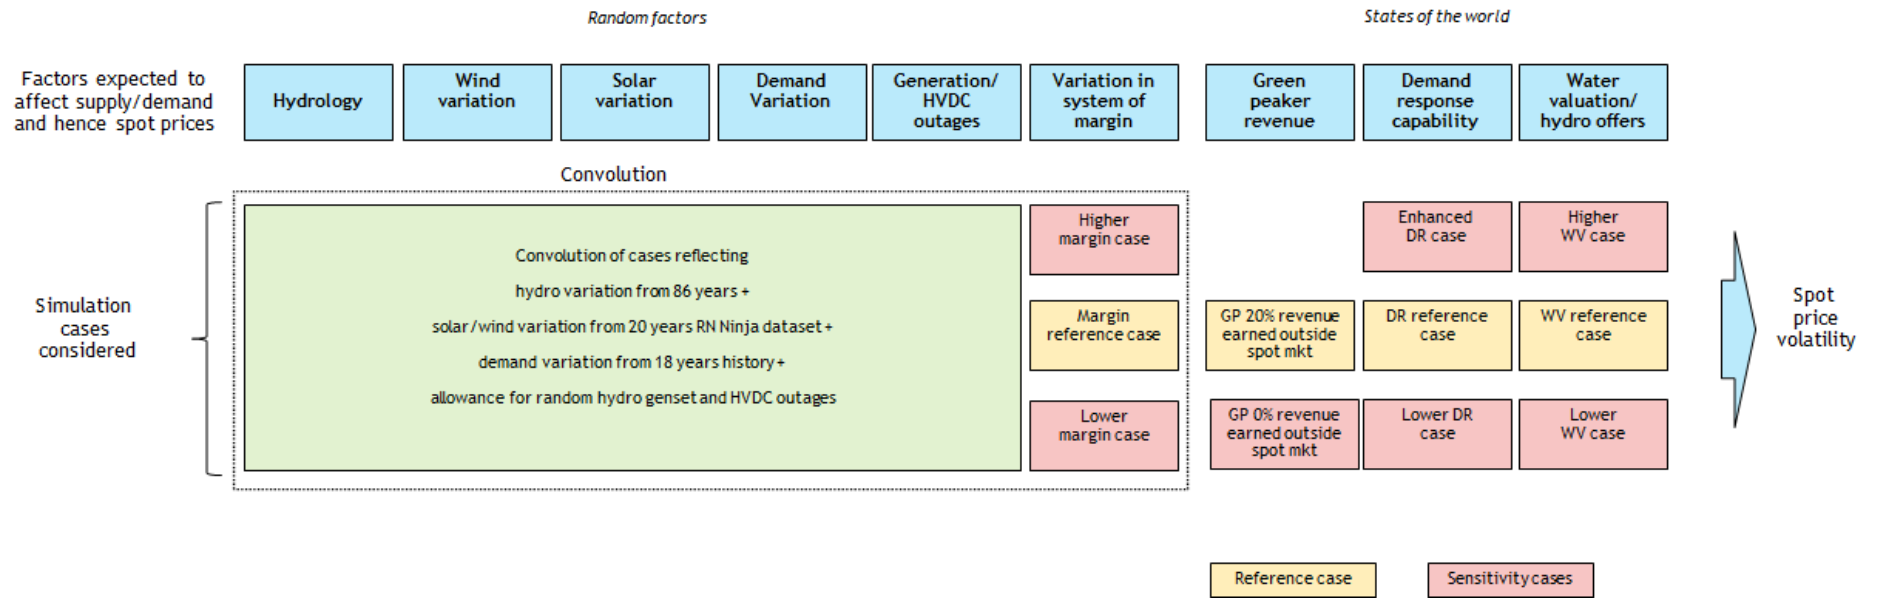 Random factors
States of the world
Factors expected to
affect supply/demand
and hence spot prices
Hydrology
Wind
variation
Solar
variation
Demand
Variation
Generation/
HVDC
outages
Variation in
system of
margin
Green
peaker
revenue
Demand
response
capability
Water
valuation/
hydro offers
Convolution
Simulation
cases
considered
Convolution of cases reflecting
hydro variation from 86 years +
solar/wind variation from 20 years RN Ninja dataset +
demand variation from 18 years history +
allowance for random hydro genset and HVDC outages
Higher
margin case
Enhanced
DR case
Higher
WV case
Margin
reference case
GP 20% revenue
earned outside
spot mkt
DR reference
case
WV reference
case
Lower
margin case
GP 0% revenue
earned outside
spot mkt
Lower DR
case
Lower
WV case
Spot
price
volatility
Reference case
Sensitivity cases